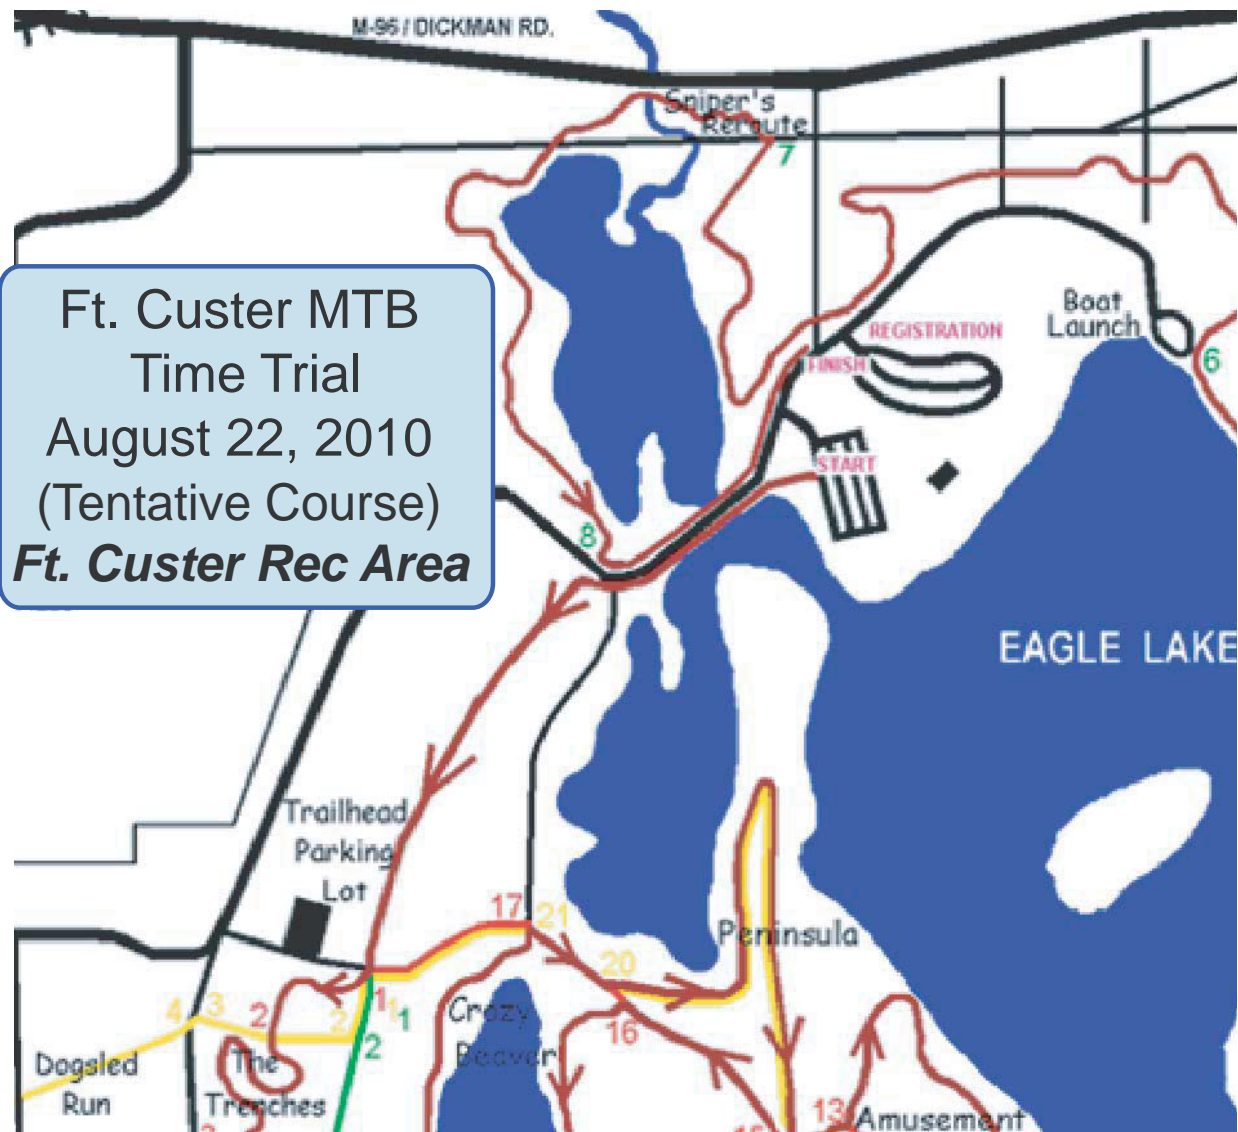 M-96 / DICKMAN RD.
Sniper's
Reroute
7
Ft. Custer MTB
Time Trial
August 22, 2010
(Tentative Course)
Ft. Custer Rec Area
Boat
Launch
REGISTRATION
FINISH
6
START
8
EAGLE LAKE
Trailhead
Parking
Lot
17
21
Peninsula
20
4
3
2
2
1
1
1
Crazy
Beaver
16
2
Dogsled
Run
The
Trenches
13
Amusement